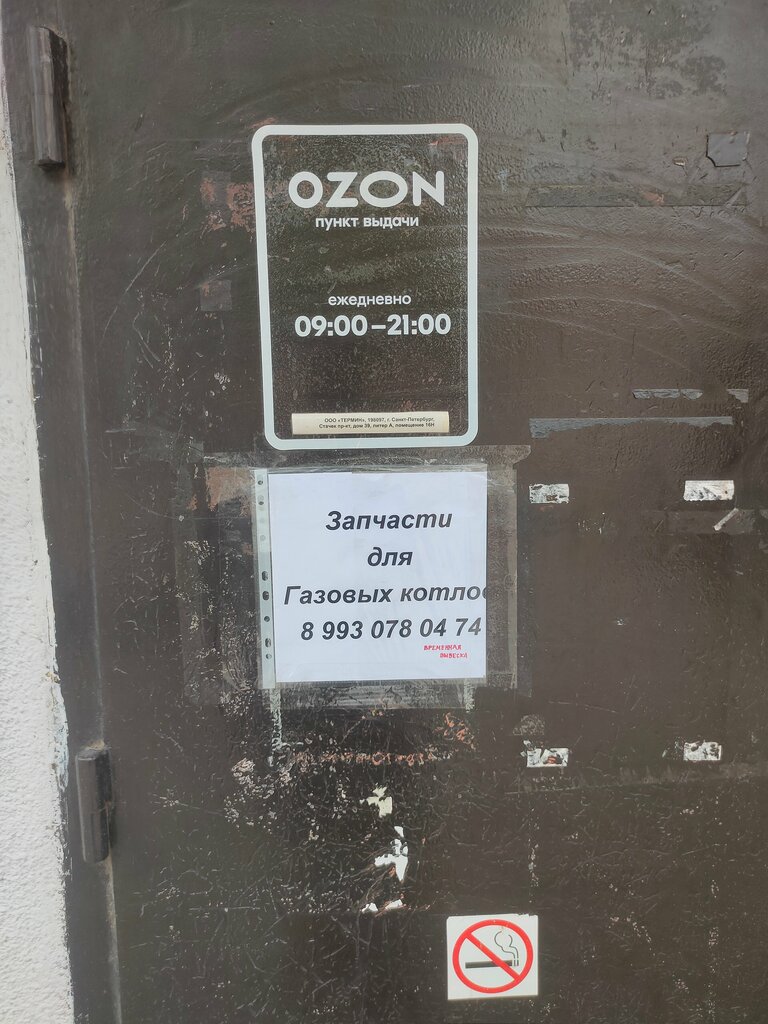 OZON
пункт выдачи
ежедневно
09:00–21:00
ООО «ТЕРМИН», 198097, г. Санкт-Петербург,
Стачек пр-кт, дом 39, литер А, помещение 16Н
Запчасти
для
Газовых котлов
8 993 078 04 74
ВРЕМЕННАЯ
ВЫВЕСКА